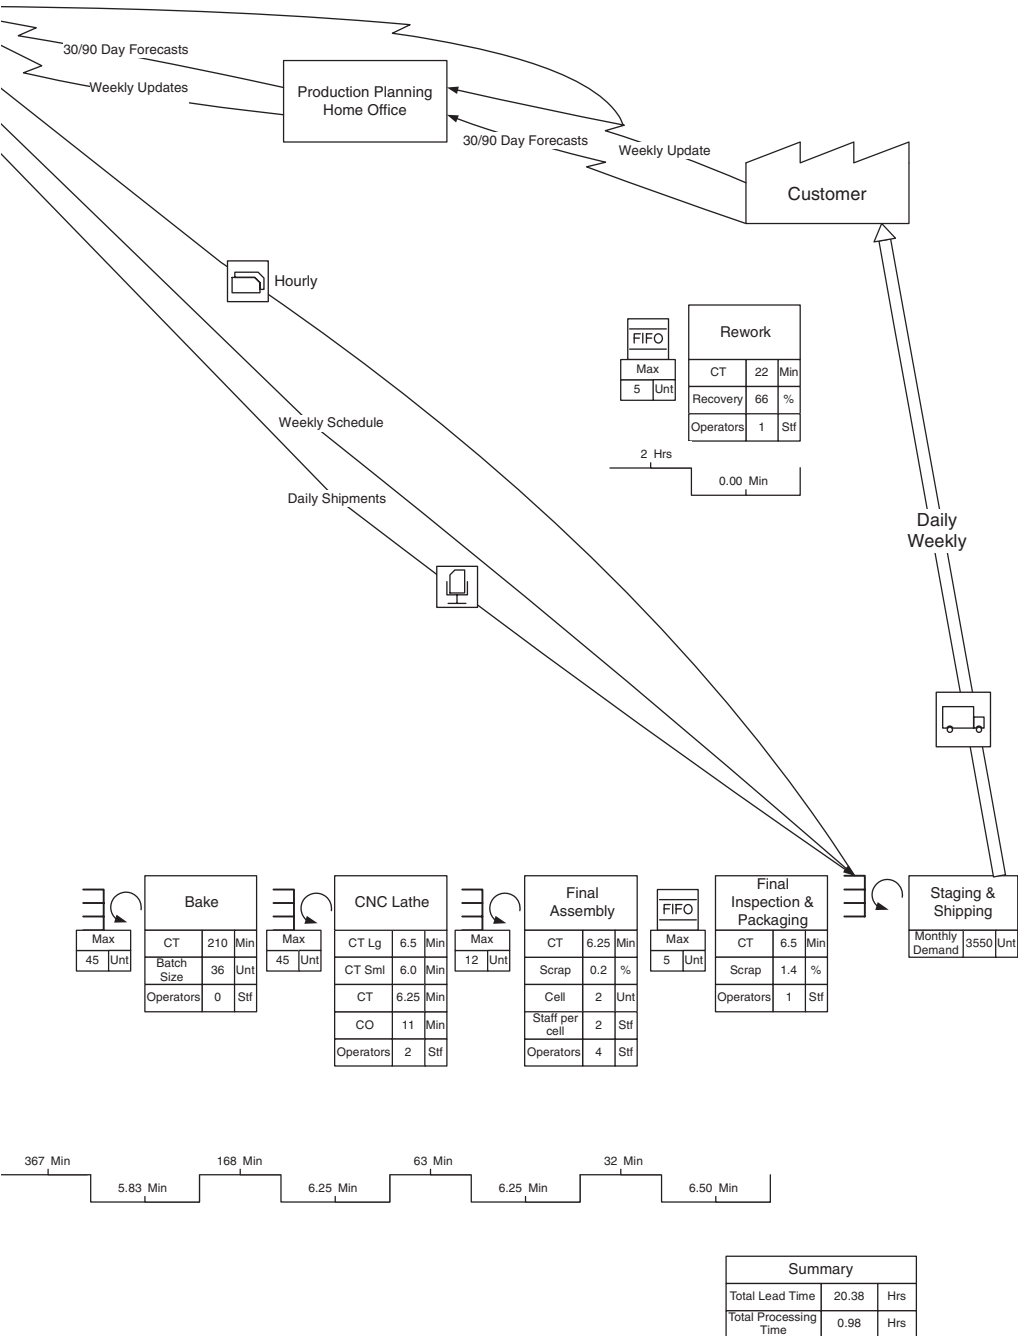 30/90 Day Forecasts
Weekly Updates
Production Planning
Home Office
30/90 Day Forecasts
Weekly Update
Customer
Hourly
FIFO
Max
5 Unt
Rework
CT 22 Min
Recovery 66 %
Operators 1 Stf
2 Hrs
0.00 Min
Weekly Schedule
Daily Shipments
Daily
Weekly
Max
45 Unt
Bake
CT 210 Min
Batch
Size 36 Unt
Operators 0 Stf
Max
45 Unt
CNC Lathe
CT Lg 6.5 Min
CT Sml 6.0 Min
CT 6.25 Min
CO 11 Min
Operators 2 Stf
Max
12 Unt
Final
Assembly
CT 6.25 Min
Scrap 0.2 %
Cell 2 Unt
Staff per
cell 2 Stf
Operators 4 Stf
FIFO
Max
5 Unt
Final
Inspection &
Packaging
CT 6.5 Min
Scrap 1.4 %
Operators 1 Stf
Staging &
Shipping
Monthly
Demand 3550 Unt
367 Min
5.83 Min
168 Min
6.25 Min
63 Min
6.25 Min
32 Min
6.50 Min
Summary
Total Lead Time 20.38 Hrs
Total Processing
Time 0.98 Hrs